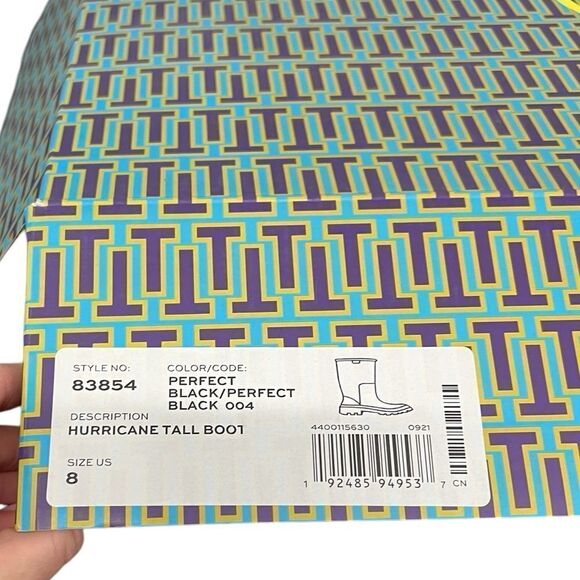 STYLE NO:
83854
COLOR/CODE:
PERFECT
BLACK/PERFECT
BLACK 004
DESCRIPTION
HURRICANE TALL BOOT
SIZE US
8
4400115630 0921
1 92485 94953 7 CN